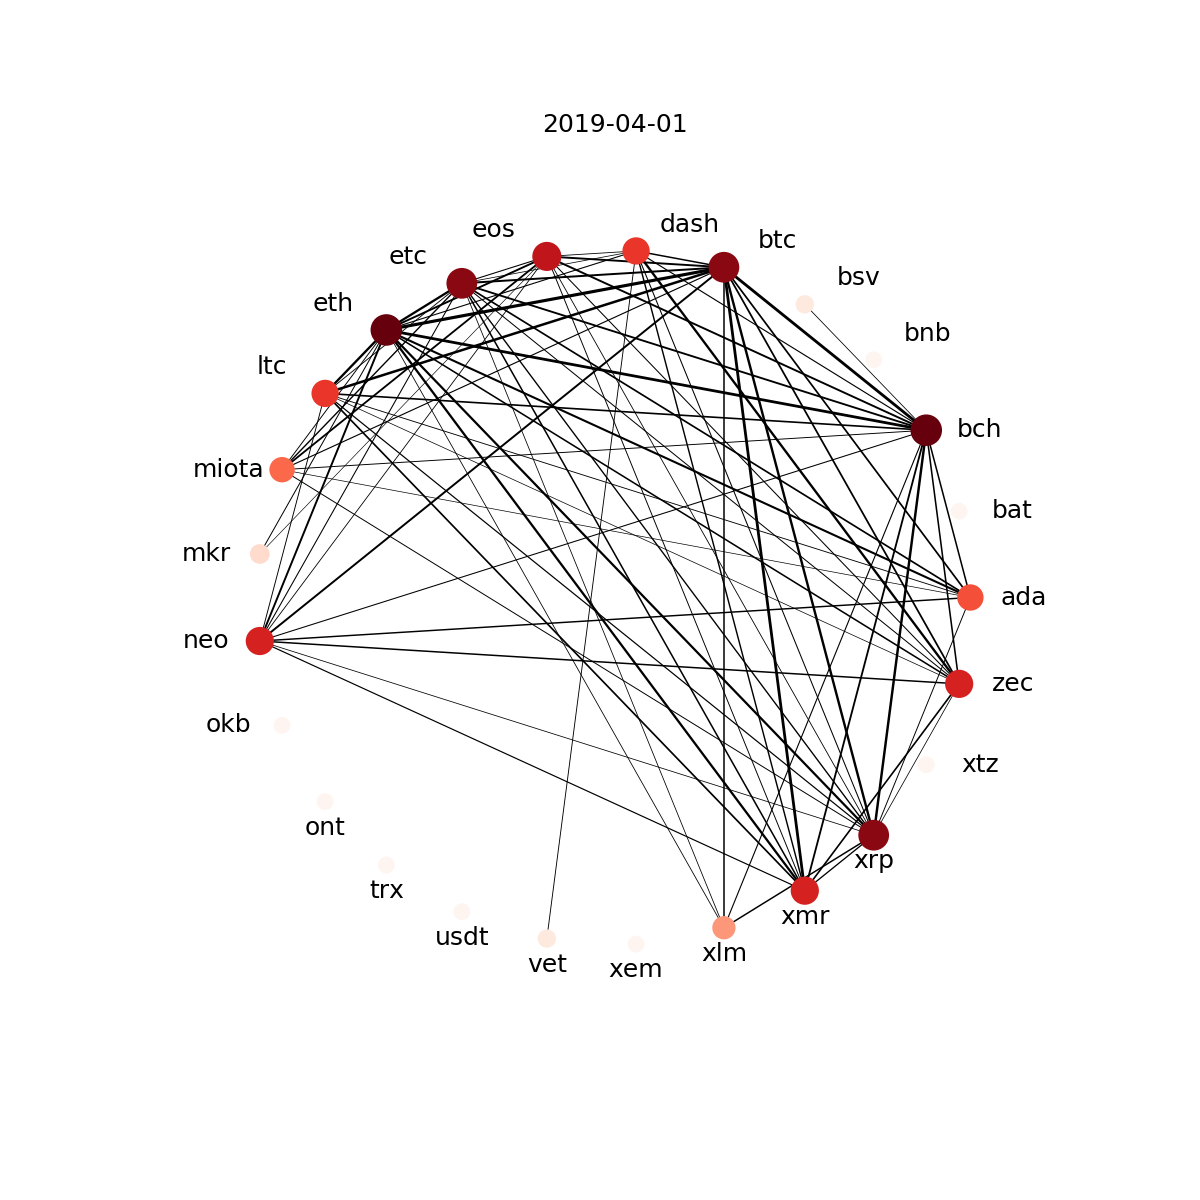 2019-04-01
dash
eos
btc
etc
bsv
eth
bnb
ltc
bch
miota
bat
mkr
ada
neo
zec
okb
xtz
ont
xrp
trx
xmr
usdt
xlm
vet
xem